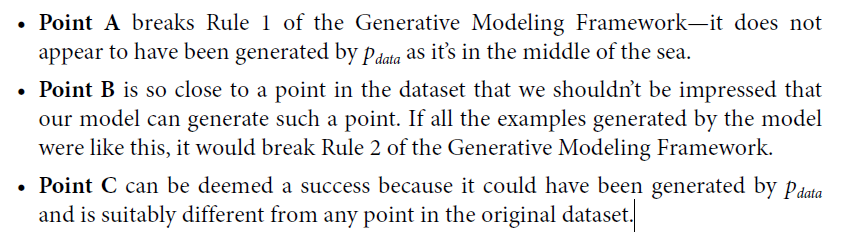 • Point A breaks Rule 1 of the Generative Modeling Framework—it does not
appear to have been generated by pdata as it's in the middle of the sea.
• Point B is so close to a point in the dataset that we shouldn't be impressed that
our model can generate such a point. If all the examples generated by the model
were like this, it would break Rule 2 of the Generative Modeling Framework.
• Point C can be deemed a success because it could have been generated by pdata
and is suitably different from any point in the original dataset.